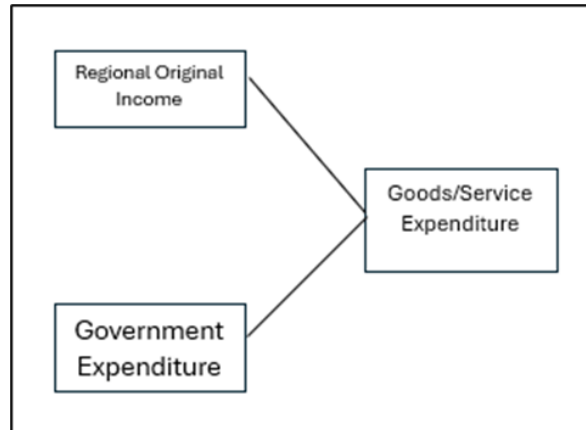 Regional Original
Income
Goods/Service
Expenditure
Government
Expenditure